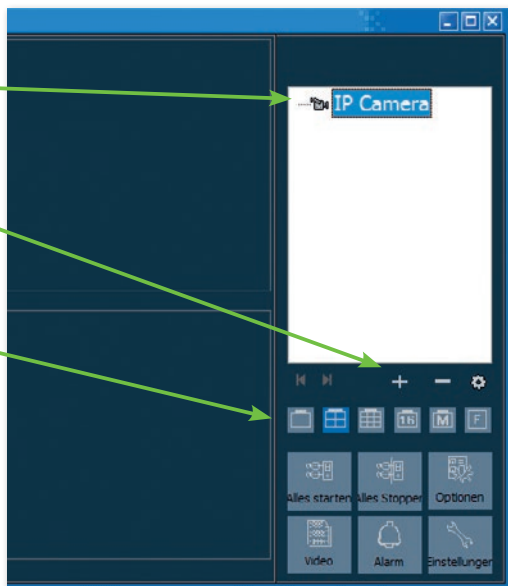 IP Camera
16 M F
Alles starten Alles Stoppen Optionen
Video Alarm Einstellungen